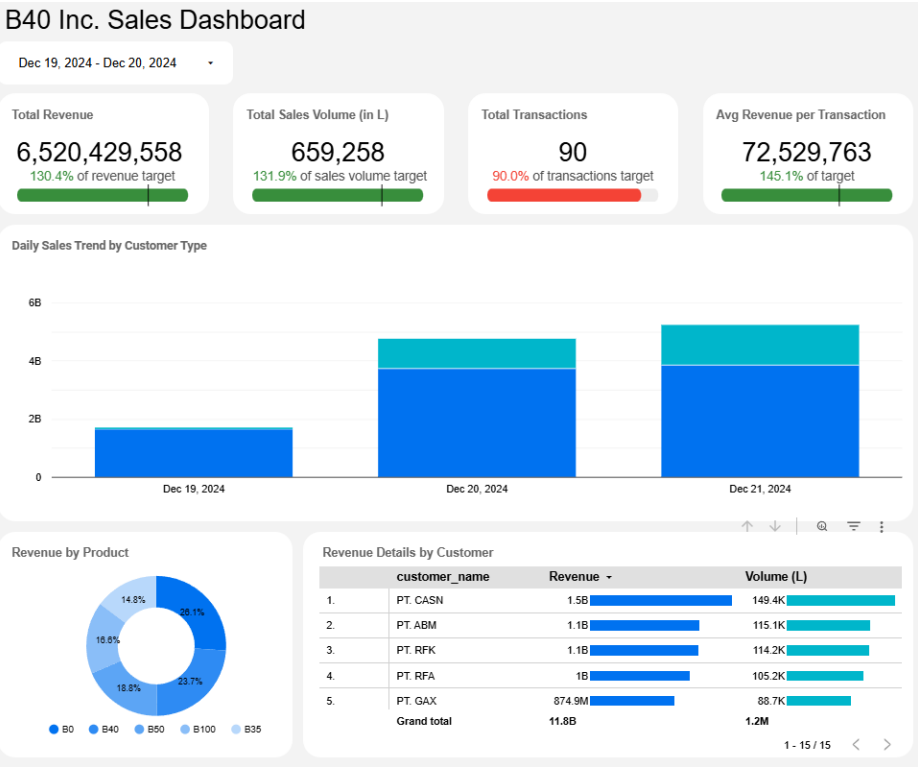 B40 Inc. Sales Dashboard
Dec 19, 2024 - Dec 20, 2024
Total Revenue
6,520,429,558
130.4% of revenue target
Total Sales Volume (in L)
659,258
131.9% of sales volume target
Total Transactions
90
90.0% of transactions target
Avg Revenue per Transaction
72,529,763
145.1% of target
Daily Sales Trend by Customer Type
6B
4B
2B
0
Dec 19, 2024 Dec 20, 2024 Dec 21, 2024
Revenue by Product
14.8%
26.1%
16.6%
23.7%
18.8%
B0 B40 B50 B100 B35
Revenue Details by Customer
customer_name Revenue Volume (L)
1. PT. CASN 1.5B 149.4K
2. PT. ABM 1.1B 115.1K
3. PT. RFK 1.1B 114.2K
4. PT. RFA 1B 105.2K
5. PT. GAX 874.9M 88.7K
Grand total 11.8B 1.2M
1 - 15 / 15